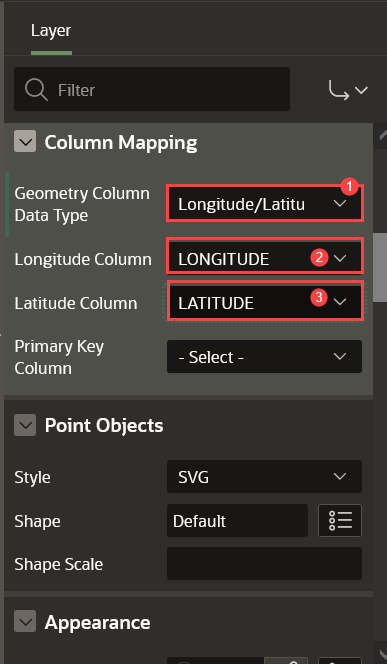 Layer
Filter
Column Mapping
1
Geometry Column
Data Type
Longitude/Latitu
Longitude Column
LONGITUDE
2
Latitude Column
LATITUDE
3
Primary Key
Column
- Select -
Point Objects
Style
SVG
Shape
Default
Shape Scale
Appearance